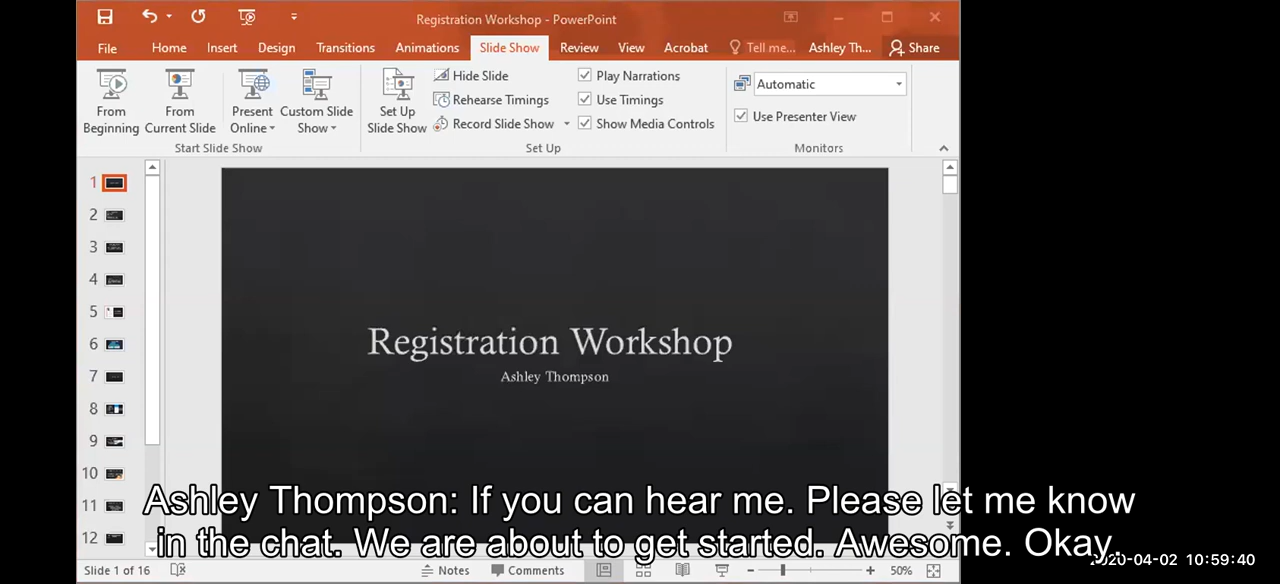 Registration Workshop - PowerPoint
File Home Insert Design Transitions Animations Slide Show Review View Acrobat Tell me... Ashley Th... Share
From Beginning
From Current Slide
Present Online
Custom Slide Show
Start Slide Show
Set Up Slide Show
Hide Slide
Rehearse Timings
Record Slide Show
Play Narrations
Use Timings
Show Media Controls
Set Up
Automatic
Use Presenter View
Monitors
1
2
3
4
5
6
7
8
9
10
11
12
Registration Workshop
Ashley Thompson
Ashley Thompson: If you can hear me. Please let me know
in the chat. We are about to get started. Awesome. Okay.
Slide 1 of 16 Notes Comments 50%
2020-04-02 10:59:40